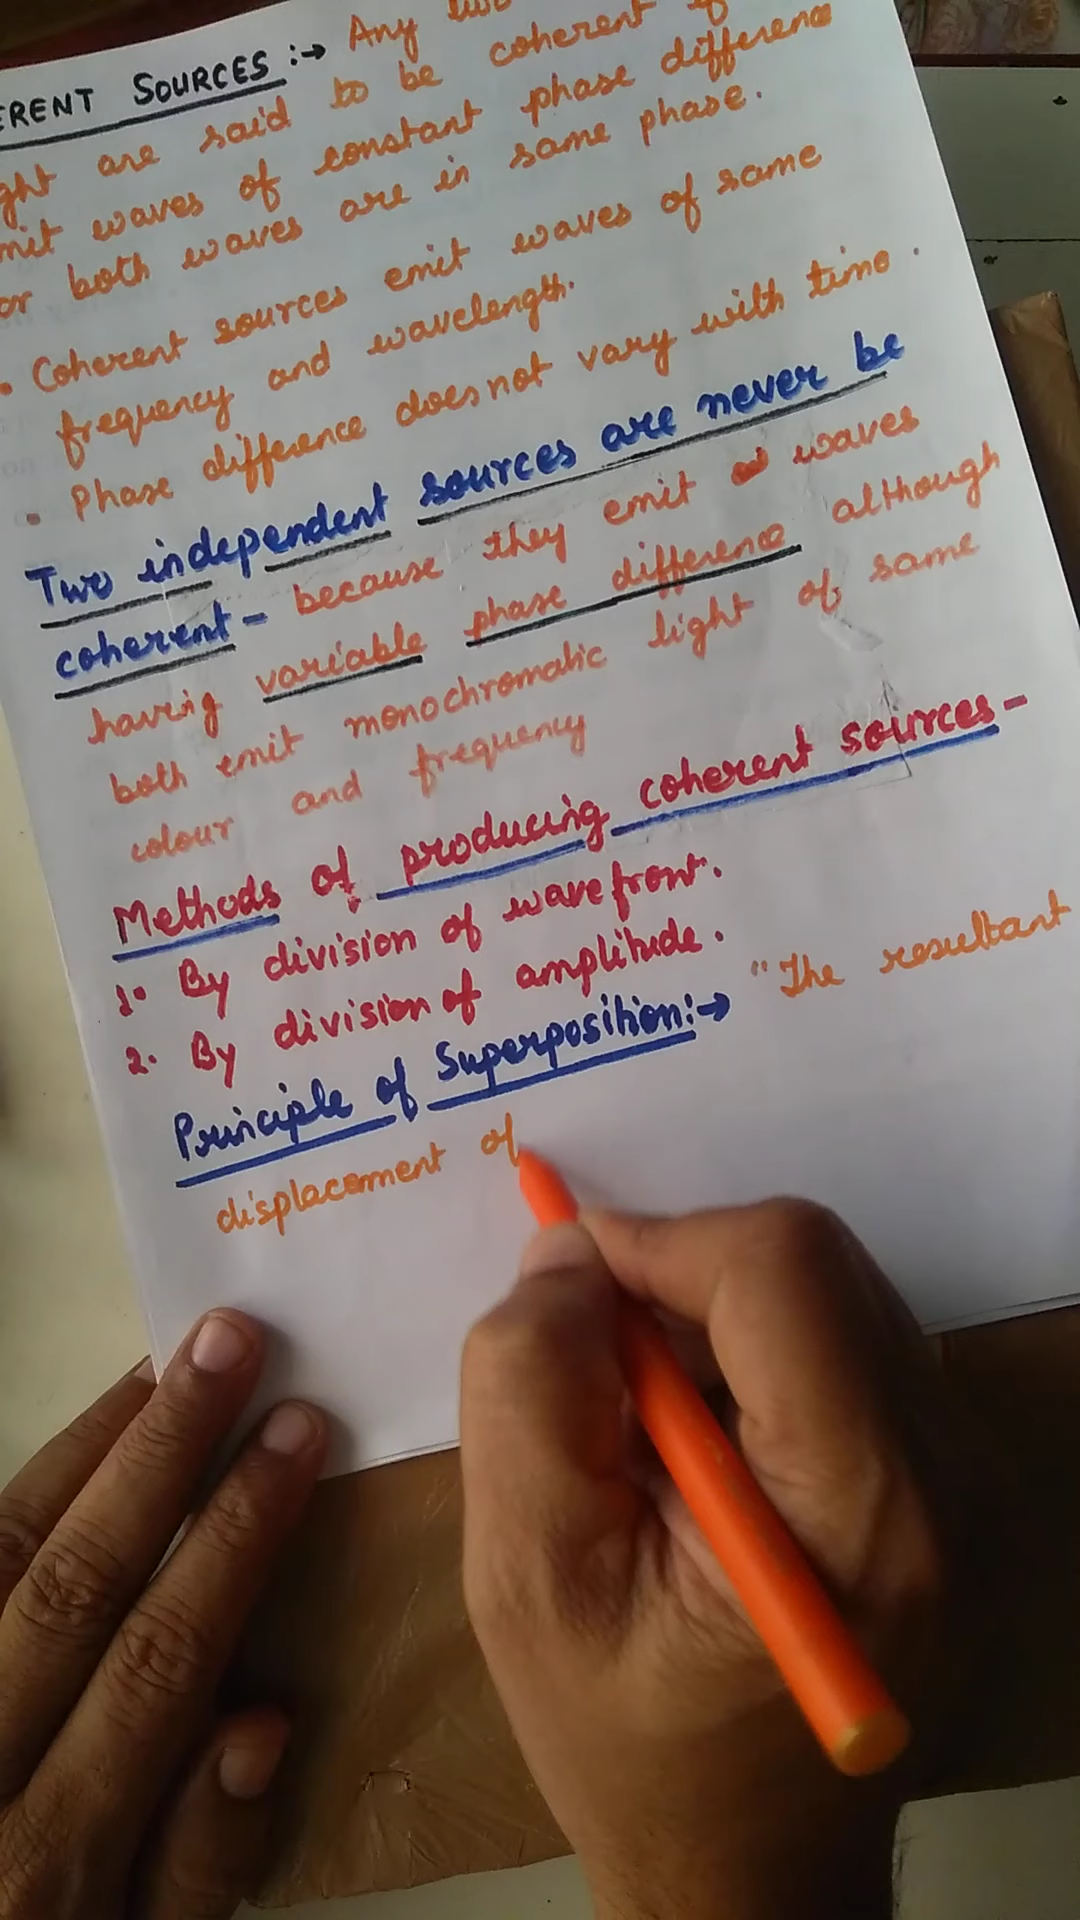 ERENT SOURCES :→ Any two
ght are said to be coherent if
mit waves of constant phase difference
or both waves are in same phase.
• Coherent sources emit waves of same
frequency and wavelength.
• Phase difference does not vary with time.
Two independent sources are never be
coherent - because they emit waves
having variable phase difference although
both emit monochromatic light of same
colour and frequency
Methods of producing coherent sources -
1. By division of wavefront.
2. By division of amplitude.
Principle of Superposition :→ "The resultant
displacement of